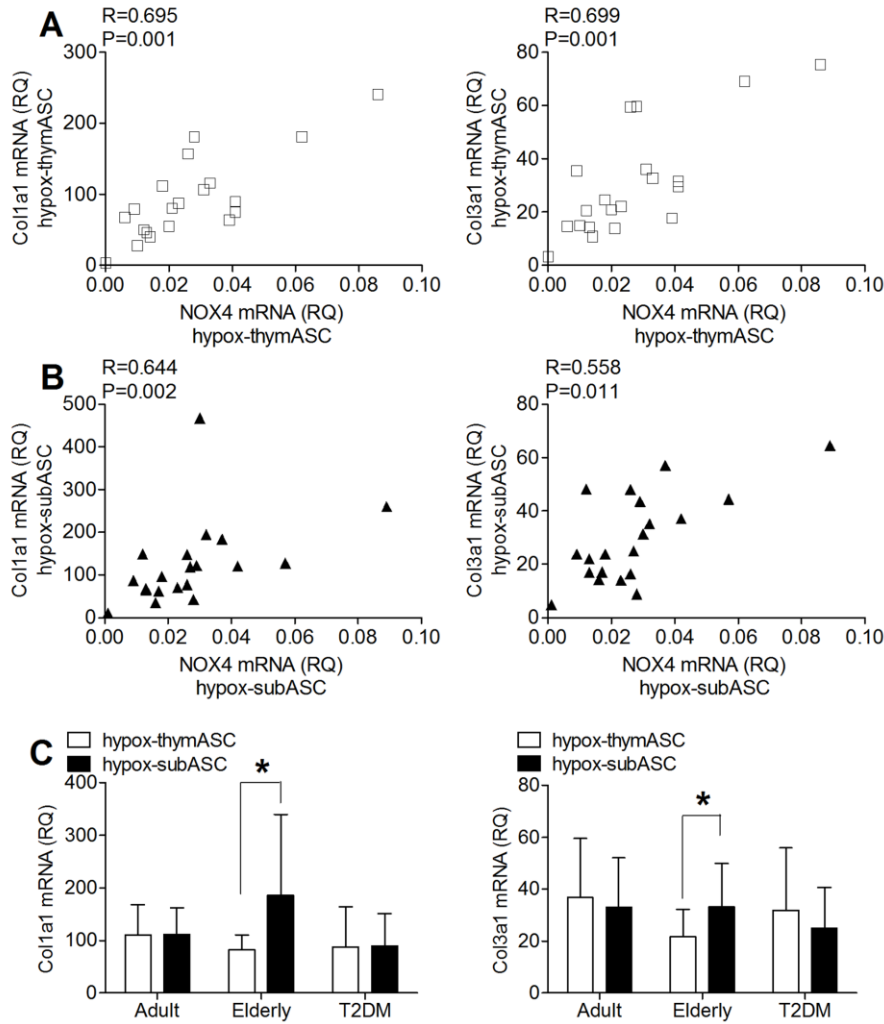 A
R=0.695
P=0.001
Col1a1 mRNA (RQ)
hypox-thymASC
300
200
100
0
0.00 0.02 0.04 0.06 0.08 0.10
NOX4 mRNA (RQ)
hypox-thymASC
R=0.699
P=0.001
Col3a1 mRNA (RQ)
hypox-thymASC
80
60
40
20
0
0.00 0.02 0.04 0.06 0.08 0.10
NOX4 mRNA (RQ)
hypox-thymASC
B
R=0.644
P=0.002
Col1a1 mRNA (RQ)
hypox-subASC
500
400
300
200
100
0
0.00 0.02 0.04 0.06 0.08 0.10
NOX4 mRNA (RQ)
hypox-subASC
R=0.558
P=0.011
Col3a1 mRNA (RQ)
hypox-subASC
80
60
40
20
0
0.00 0.02 0.04 0.06 0.08 0.10
NOX4 mRNA (RQ)
hypox-subASC
C
hypox-thymASC
hypox-subASC
Col1a1 mRNA (RQ)
400
300
200
100
0
*
Adult Elderly T2DM
hypox-thymASC
hypox-subASC
Col3a1 mRNA (RQ)
80
60
40
20
0
*
Adult Elderly T2DM